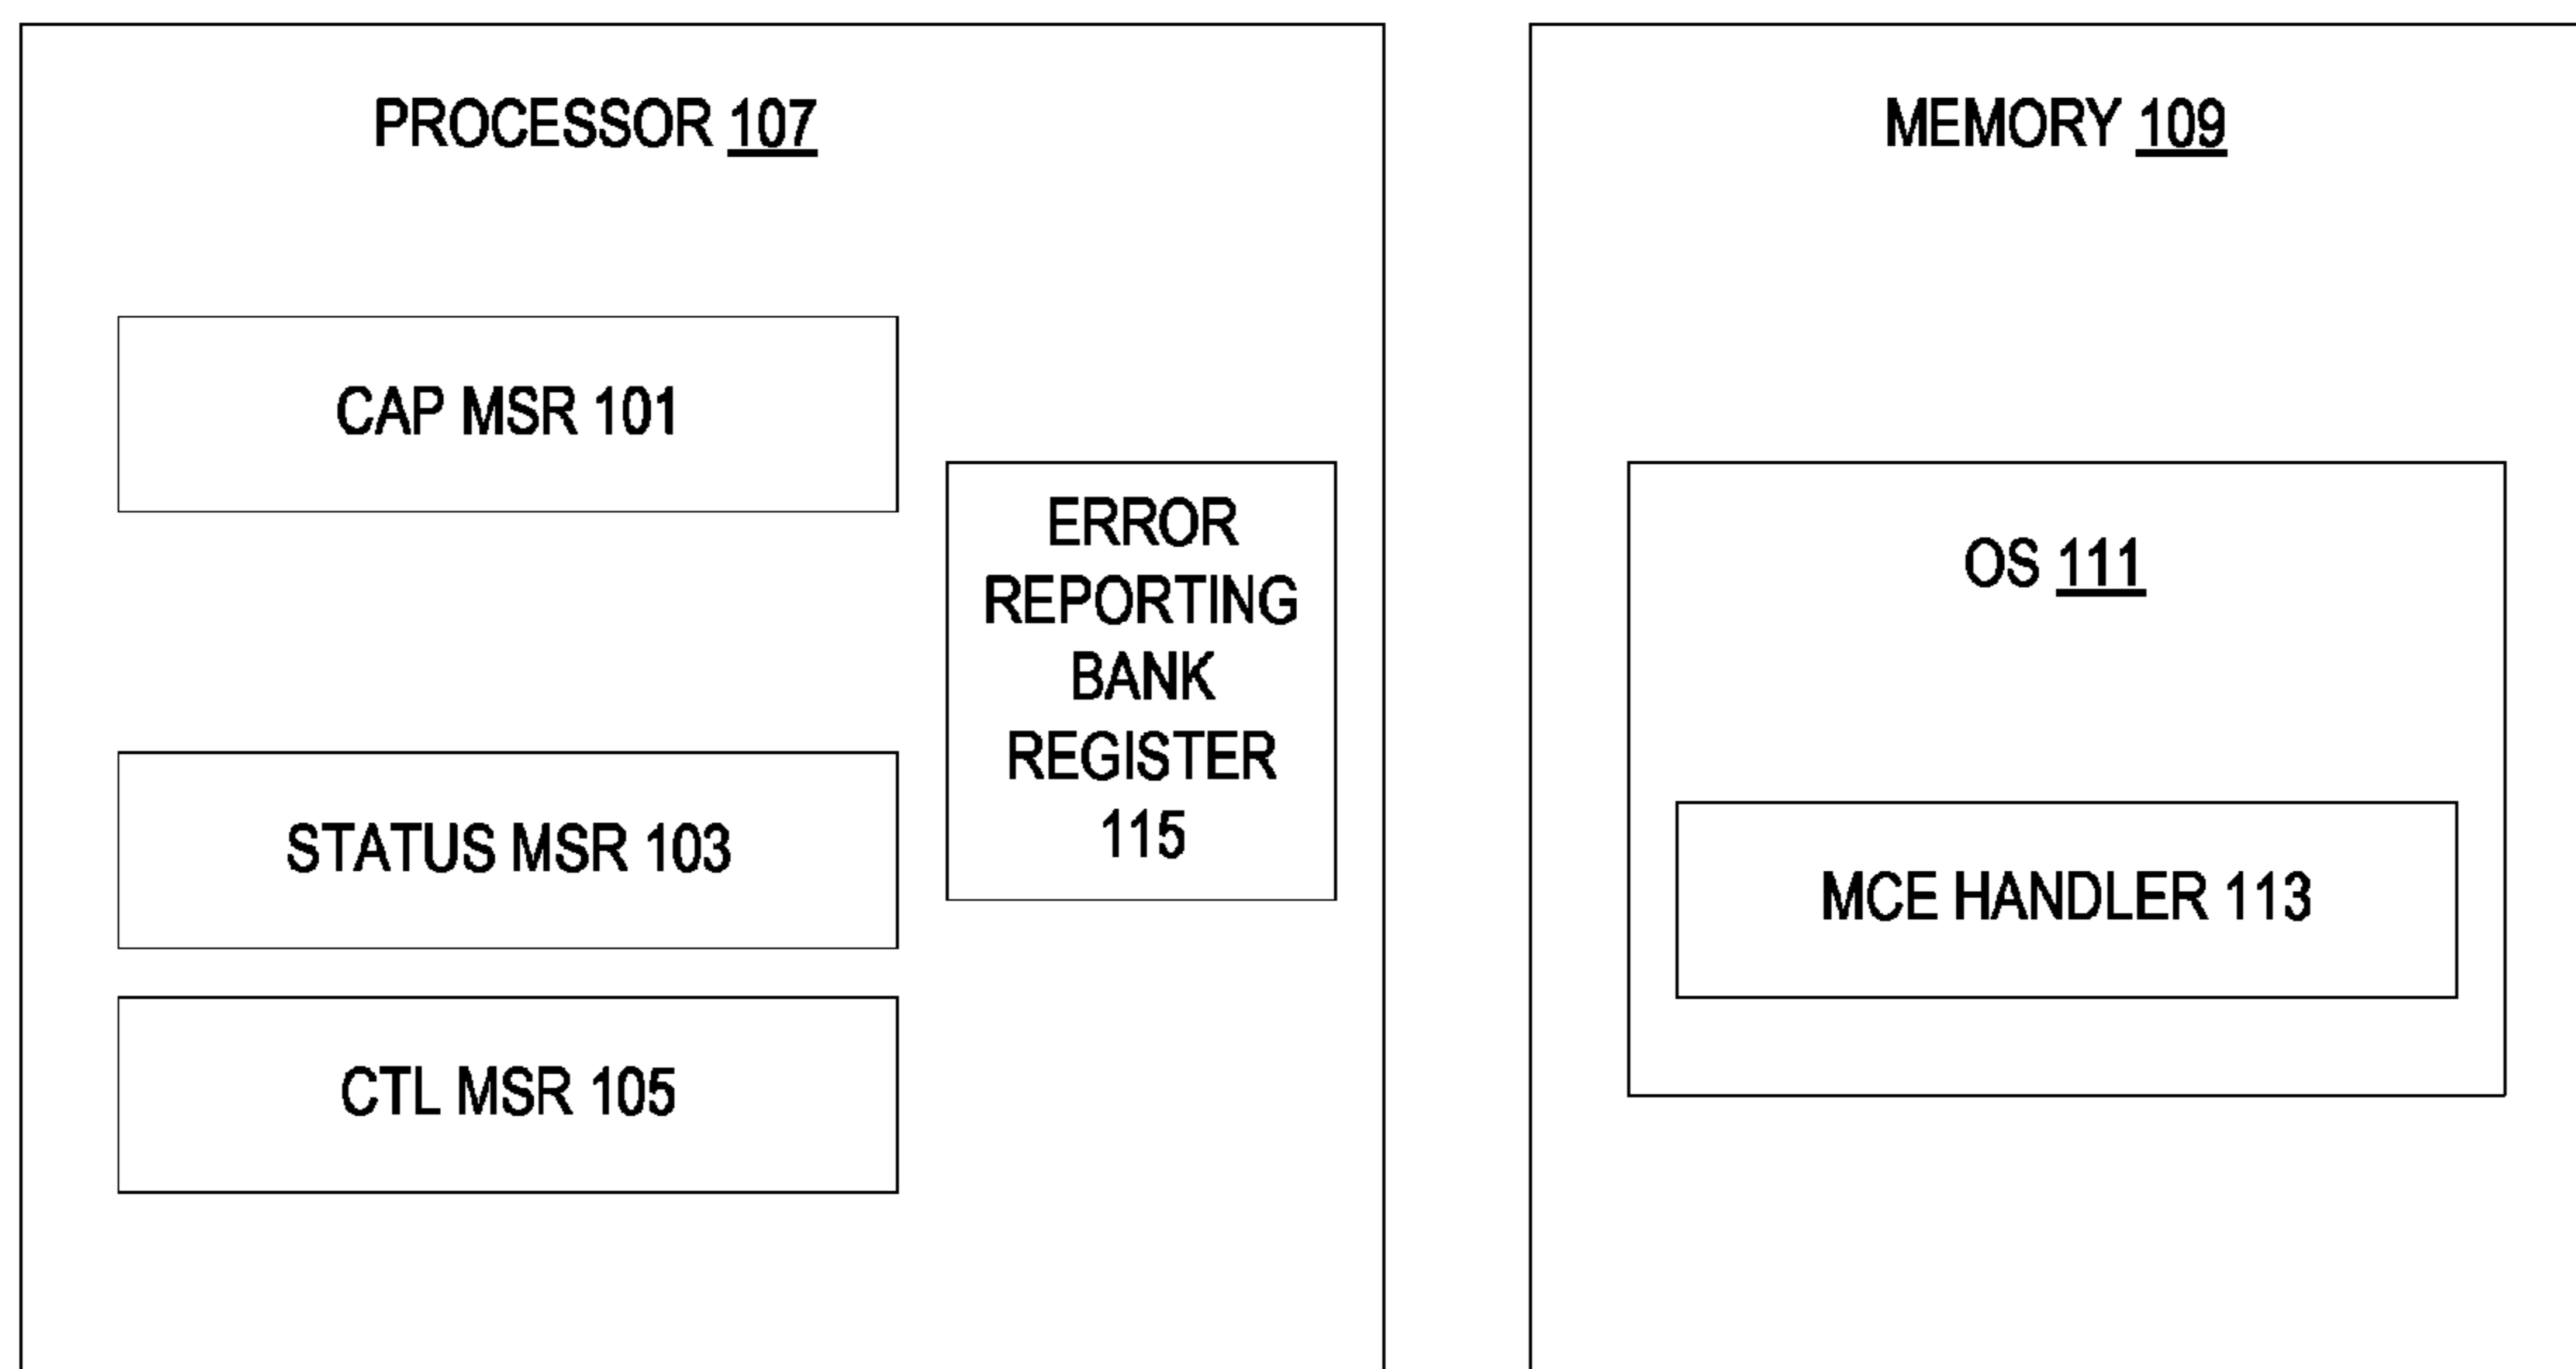 PROCESSOR 107
CAP MSR 101
STATUS MSR 103
CTL MSR 105
ERROR
REPORTING
BANK
REGISTER
115
MEMORY 109
OS 111
MCE HANDLER 113